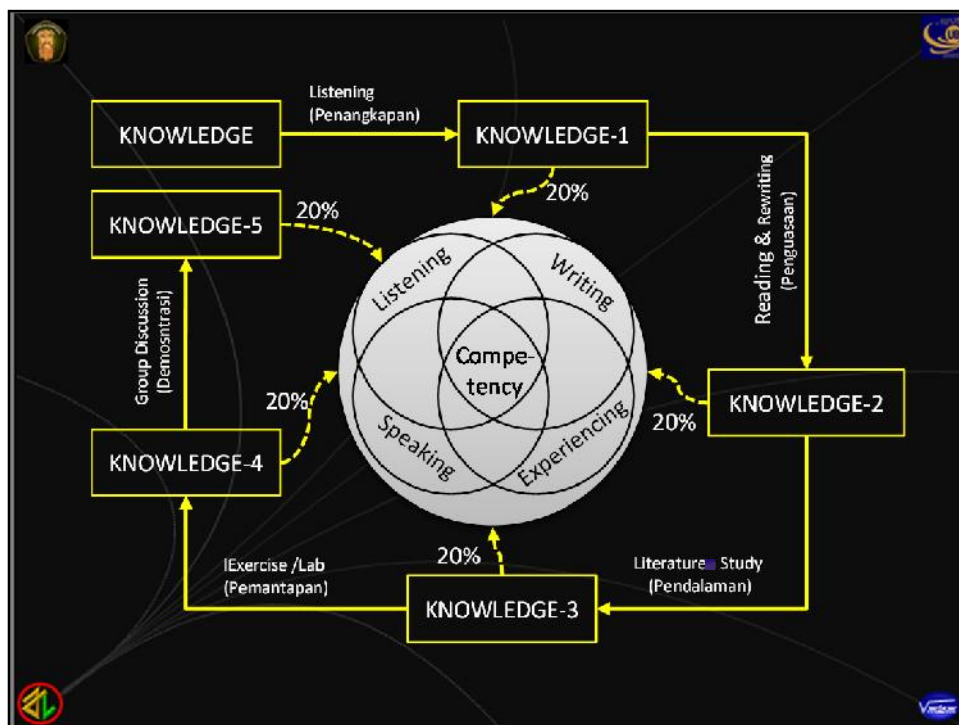 Listening
(Penangkapan)
KNOWLEDGE
KNOWLEDGE-1
20%
Reading & Rewriting
(Penguasaan)
KNOWLEDGE-5
20%
Listening
Writing
Group Discussion
(Demosntrasi)
Compe-
tency
20%
KNOWLEDGE-2
20%
KNOWLEDGE-4
Speaking
Experiencing
lExercise /Lab
(Pemantapan)
20%
Literature Study
(Pendalaman)
KNOWLEDGE-3